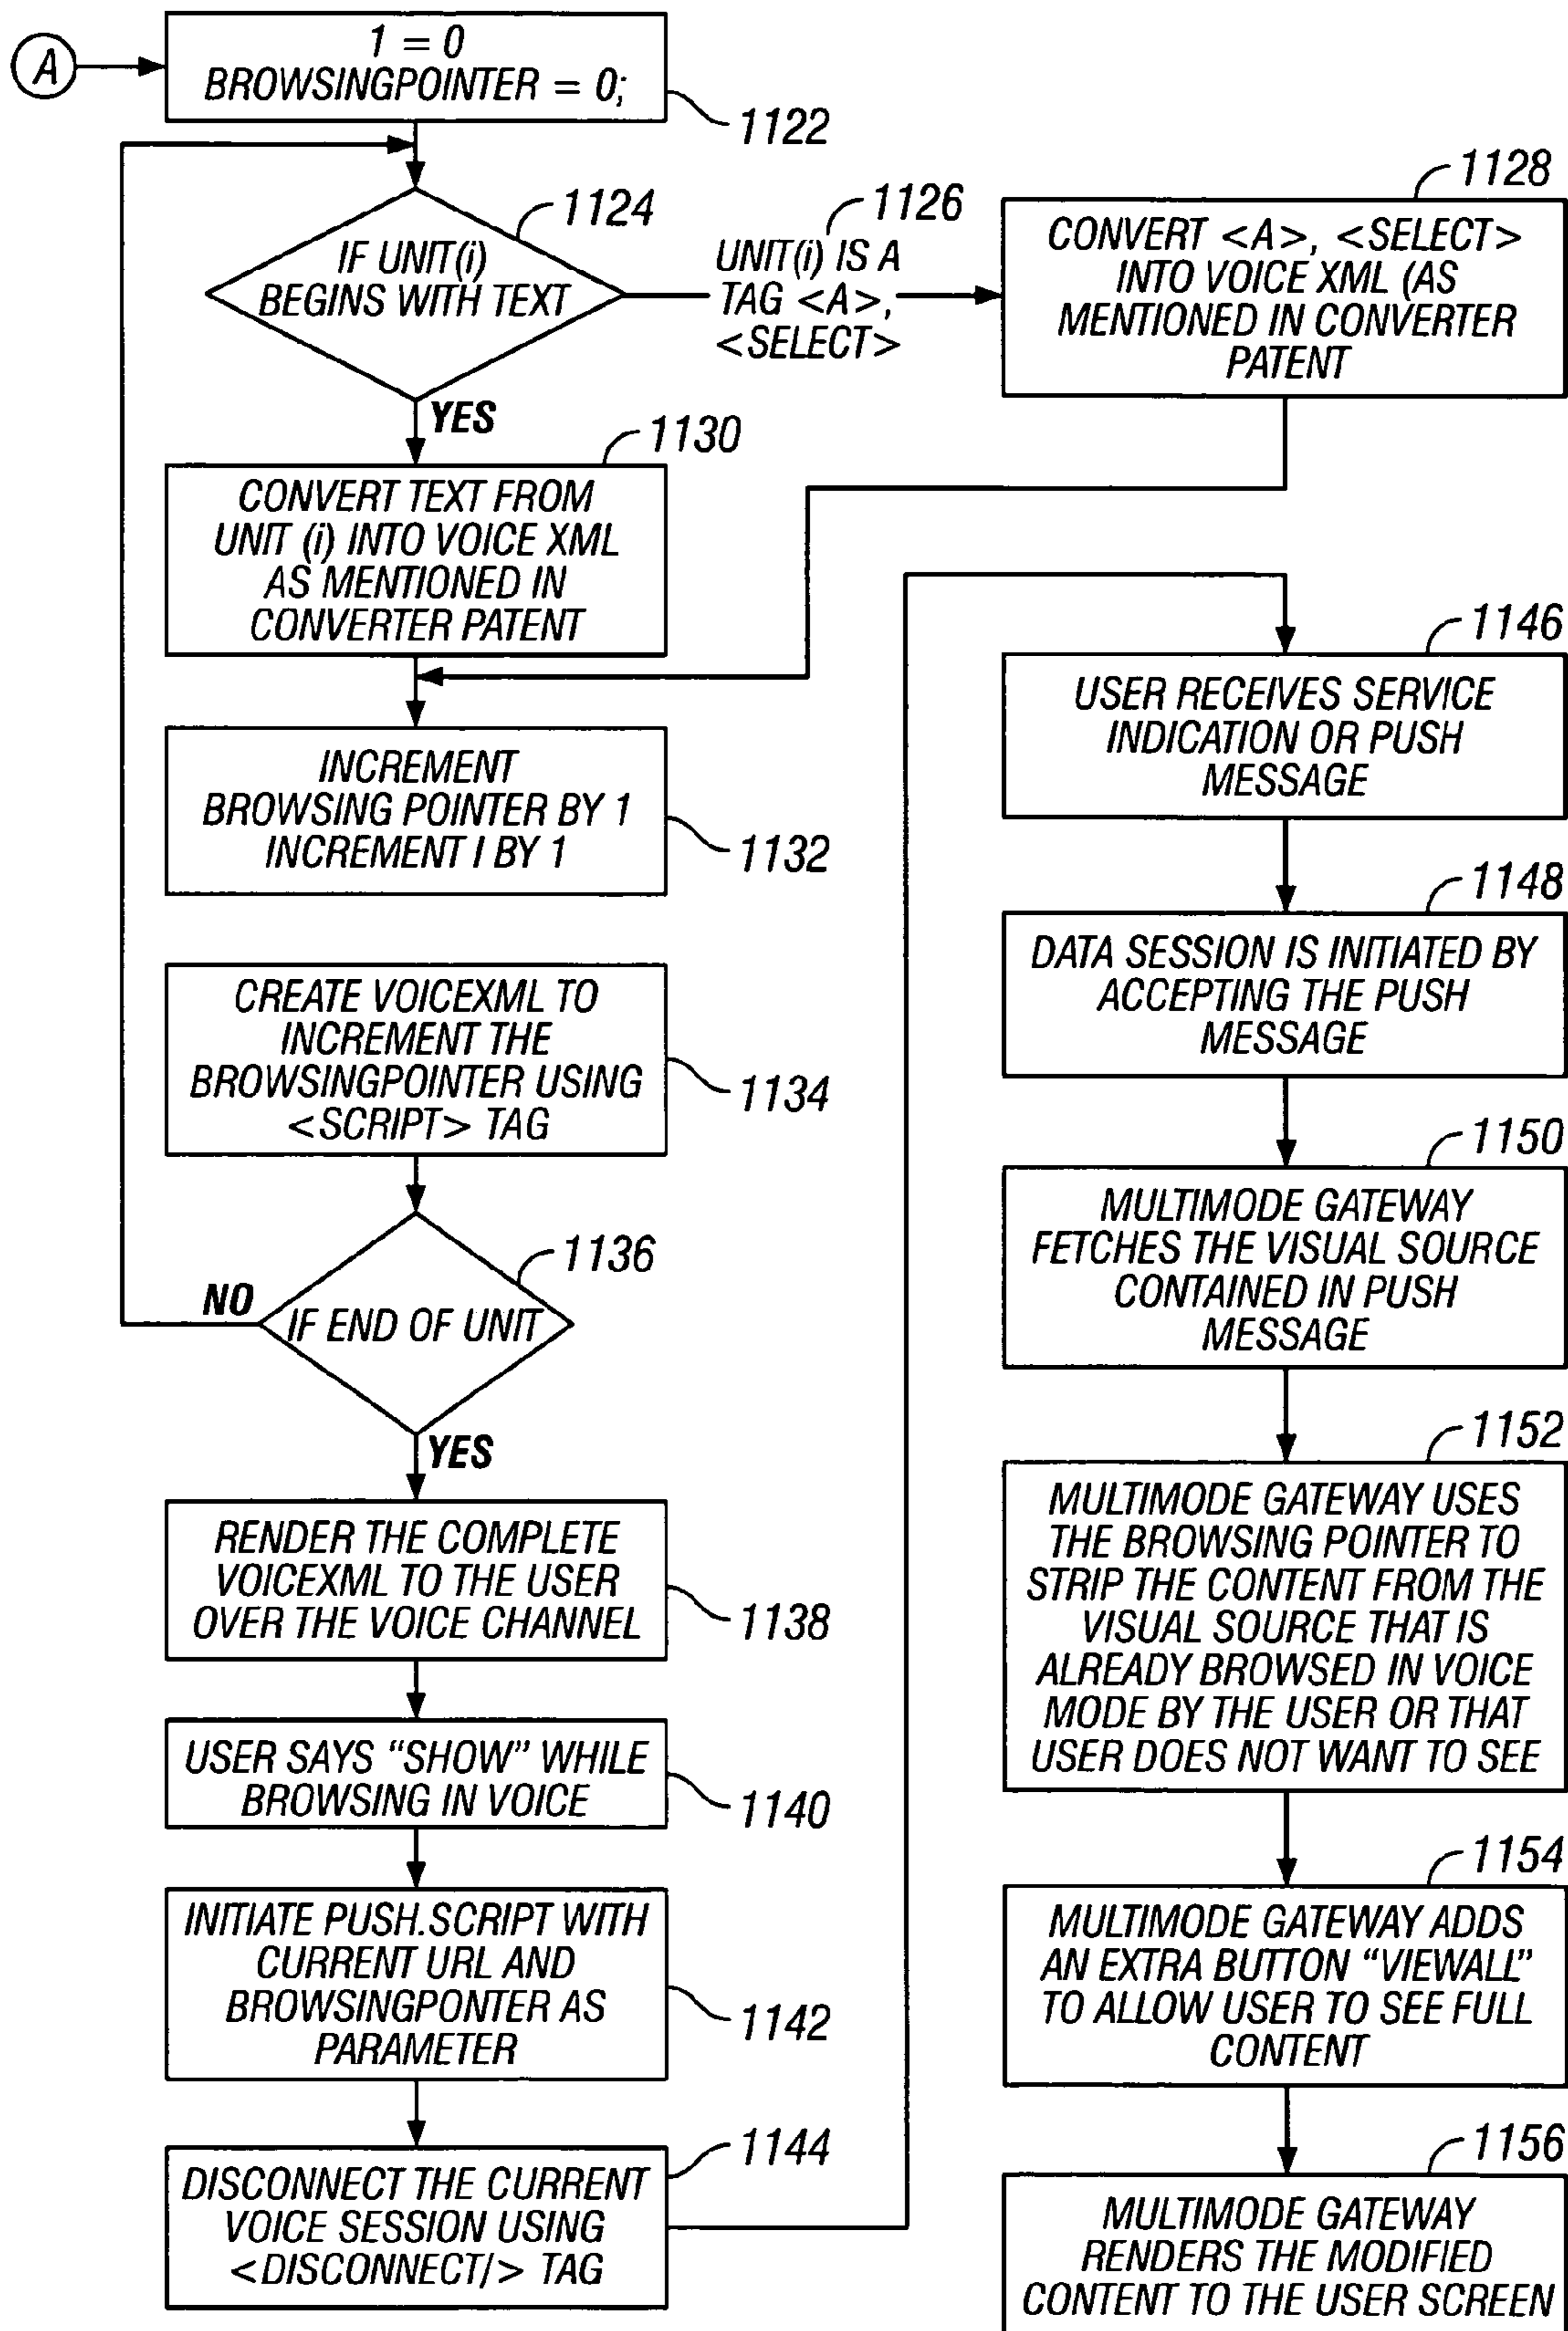 A
1 = 0
BROWSINGPOINTER = 0;
1122
1124
IF UNIT(i)
BEGINS WITH TEXT
1126
UNIT(i) IS A
TAG <A>,
<SELECT>
1128
CONVERT <A>, <SELECT>
INTO VOICE XML (AS
MENTIONED IN CONVERTER
PATENT
YES
1130
CONVERT TEXT FROM
UNIT (i) INTO VOICE XML
AS MENTIONED IN
CONVERTER PATENT
INCREMENT
BROWSING POINTER BY 1
INCREMENT I BY 1
1132
CREATE VOICEXML TO
INCREMENT THE
BROWSINGPOINTER USING
<SCRIPT> TAG
1134
1136
NO
IF END OF UNIT
YES
RENDER THE COMPLETE
VOICEXML TO THE USER
OVER THE VOICE CHANNEL
1138
USER SAYS “SHOW” WHILE
BROWSING IN VOICE
1140
INITIATE PUSH.SCRIPT WITH
CURRENT URL AND
BROWSINGPONTER AS
PARAMETER
1142
1144
DISCONNECT THE CURRENT
VOICE SESSION USING
<DISCONNECT/> TAG
1146
USER RECEIVES SERVICE
INDICATION OR PUSH
MESSAGE
1148
DATA SESSION IS INITIATED BY
ACCEPTING THE PUSH
MESSAGE
1150
MULTIMODE GATEWAY
FETCHES THE VISUAL SOURCE
CONTAINED IN PUSH
MESSAGE
1152
MULTIMODE GATEWAY USES
THE BROWSING POINTER TO
STRIP THE CONTENT FROM THE
VISUAL SOURCE THAT IS
ALREADY BROWSED IN VOICE
MODE BY THE USER OR THAT
USER DOES NOT WANT TO SEE
1154
MULTIMODE GATEWAY ADDS
AN EXTRA BUTTON “VIEWALL”
TO ALLOW USER TO SEE FULL
CONTENT
1156
MULTIMODE GATEWAY
RENDERS THE MODIFIED
CONTENT TO THE USER SCREEN